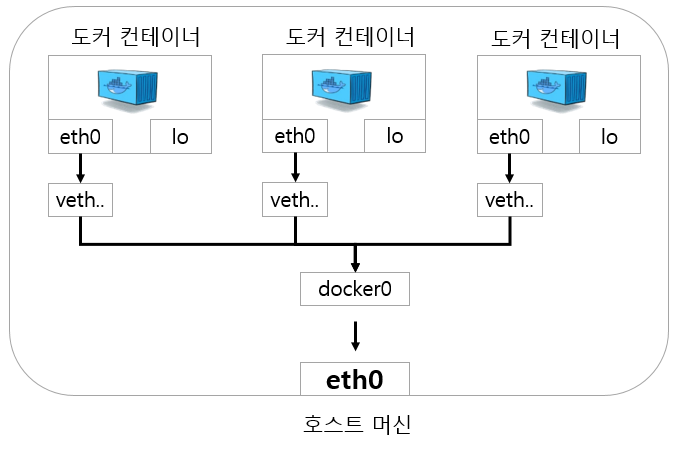 도커 컨테이너 도커 컨테이너 도커 컨테이너
eth0 lo eth0 lo eth0 lo
veth.. veth.. veth..
docker0
eth0
호스트 머신